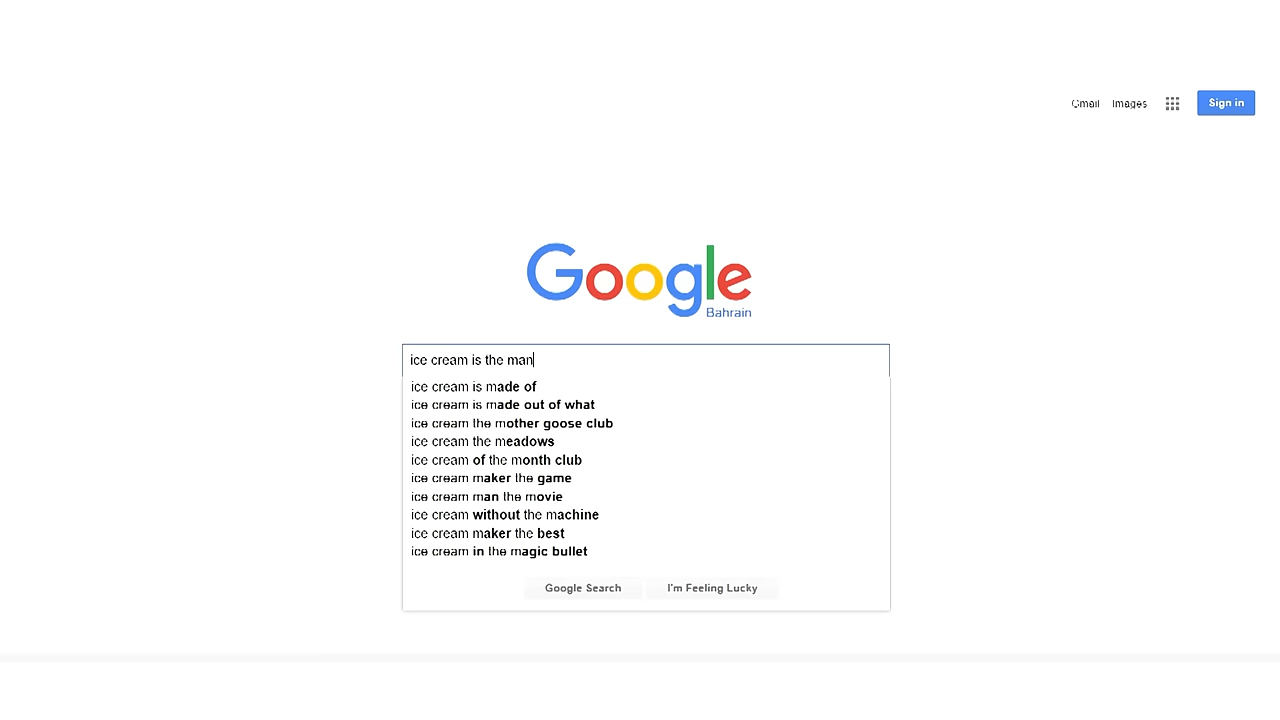 Gmail Images Sign in
Google
Bahrain
ice cream is the man
ice cream is made of
ice cream is made out of what
ice cream the mother goose club
ice cream the meadows
ice cream of the month club
ice cream maker the game
ice cream man the movie
ice cream without the machine
ice cream maker the best
ice cream in the magic bullet
Google Search I'm Feeling Lucky